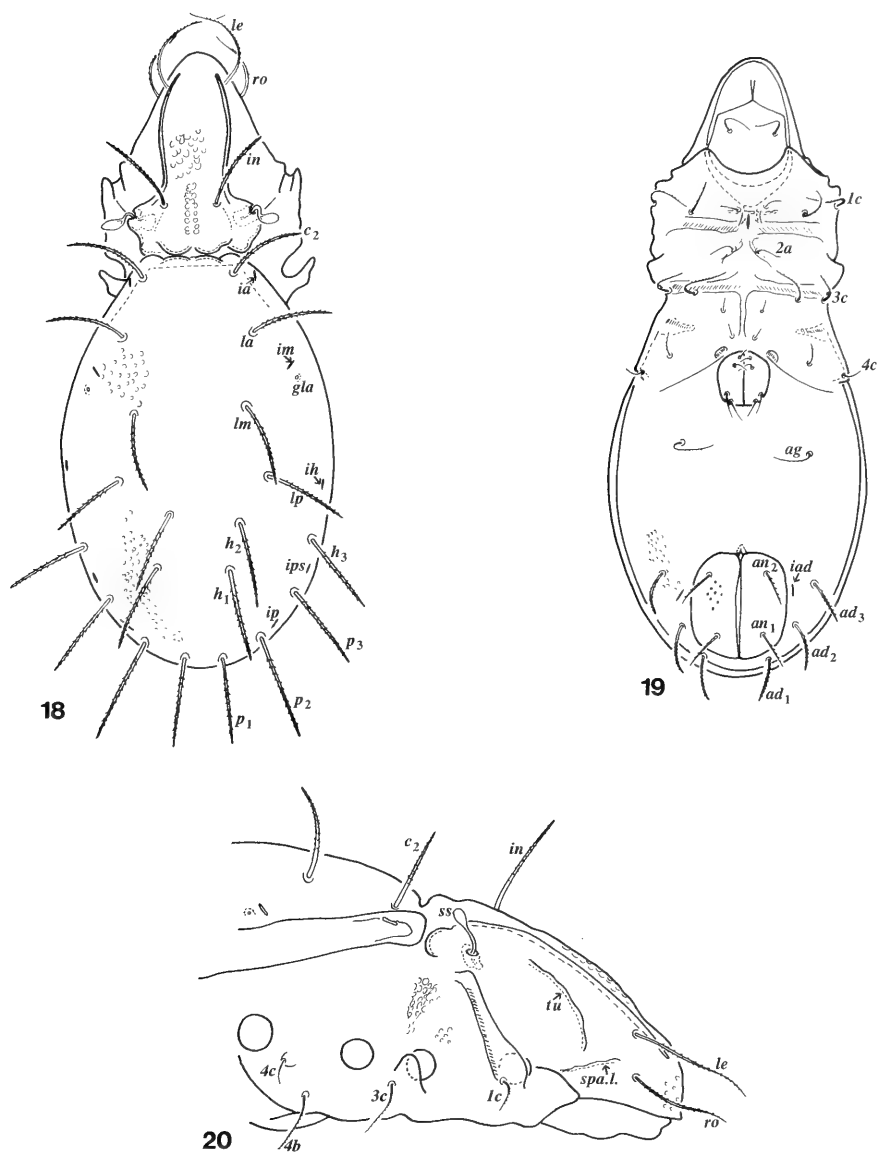 le
ro
in
c2
ia
la
im
gla
lm
ih
lp
h2
ips
h3
h1
ip
p3
p2
p1
18
1c
2a
3c
4c
ag
an2
iad
ad3
an1
ad2
ad1
19
c2
in
ss
tu
le
spa.l.
4c
3c
1c
ro
4b
20